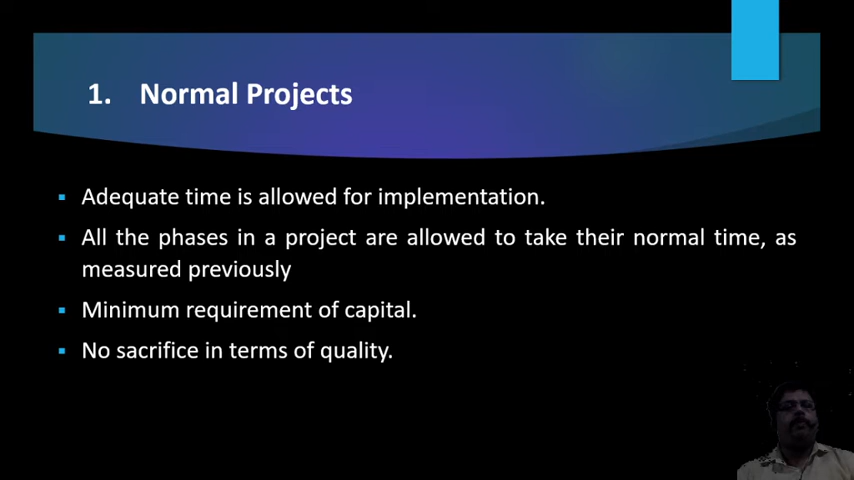 1. Normal Projects
Adequate time is allowed for implementation.
All the phases in a project are allowed to take their normal time, as
measured previously
Minimum requirement of capital.
No sacrifice in terms of quality.